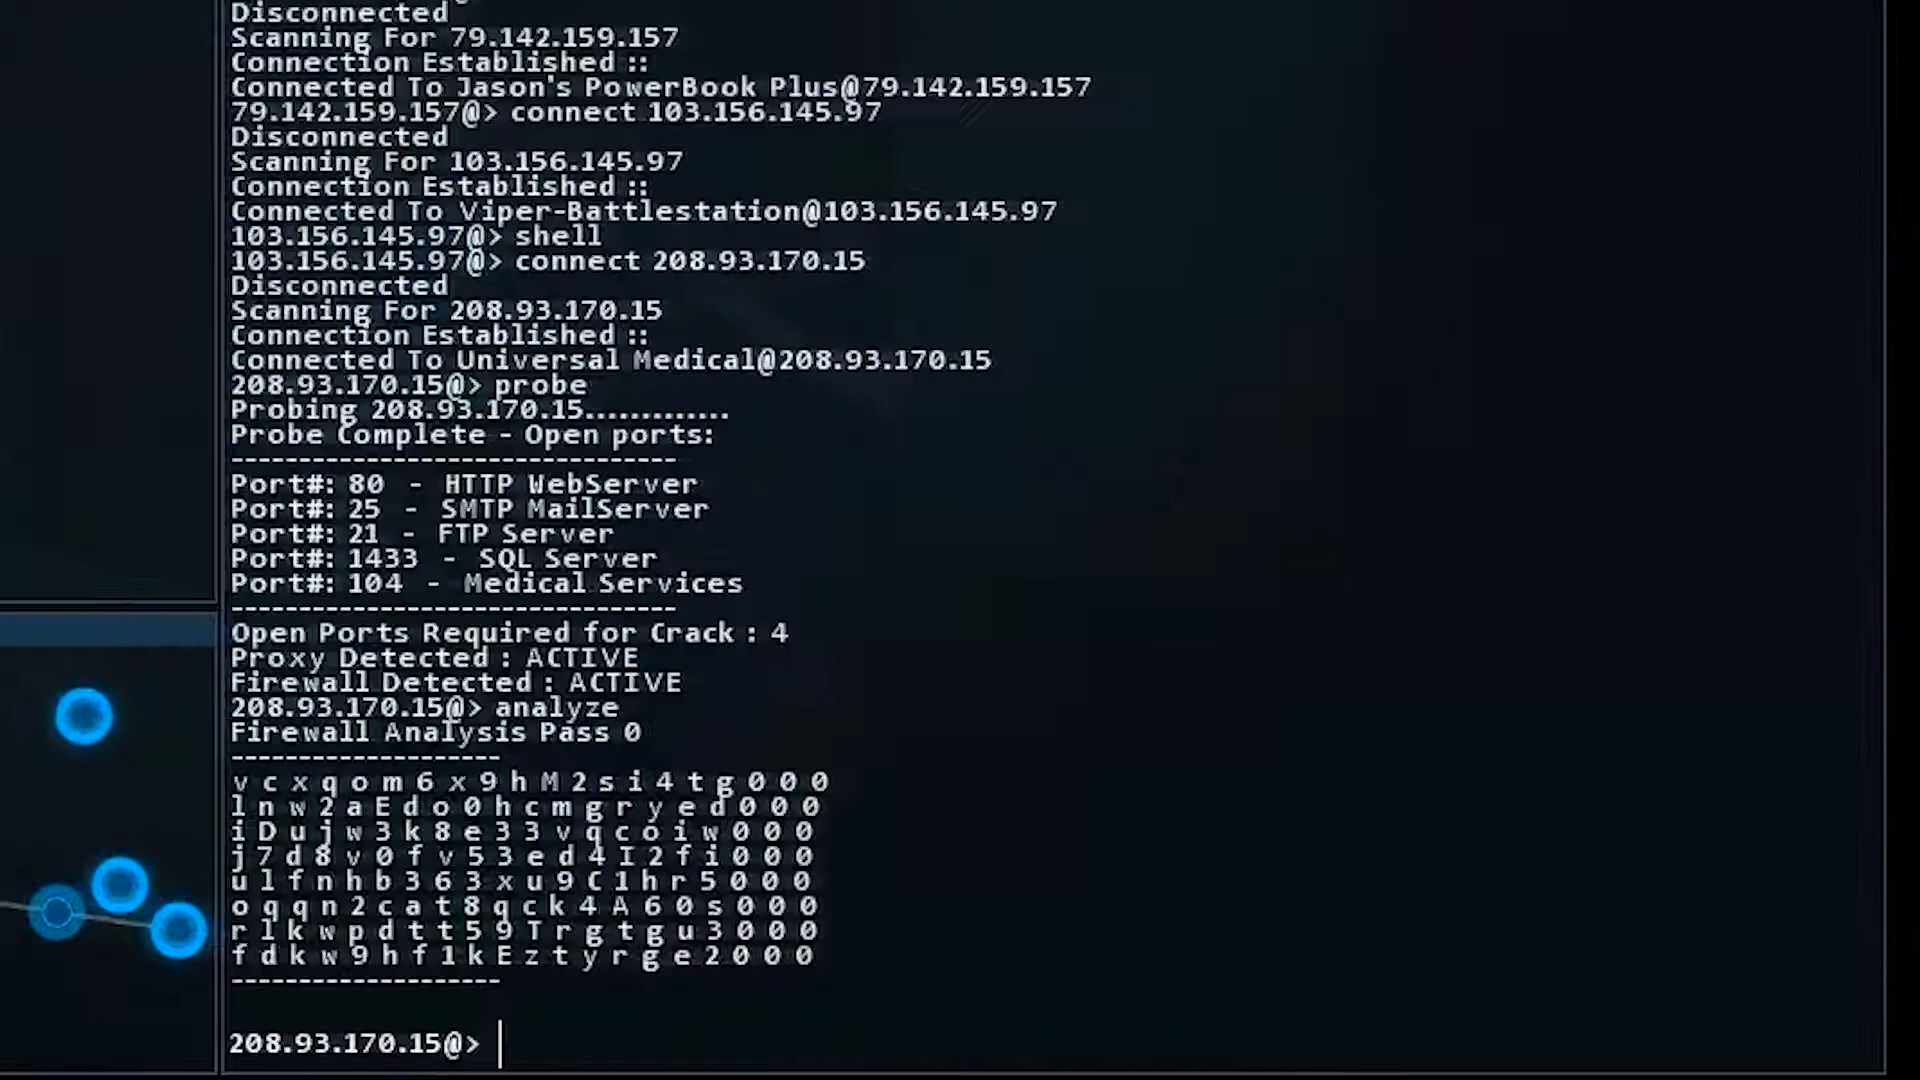 Disconnected
Scanning For 79.142.159.157
Connection Established ::
Connected To Jason's PowerBook Plus@79.142.159.157
79.142.159.157@> connect 103.156.145.97
Disconnected
Scanning For 103.156.145.97
Connection Established ::
Connected To Viper-Battlestation@103.156.145.97
103.156.145.97@> shell
103.156.145.97@> connect 208.93.170.15
Disconnected
Scanning For 208.93.170.15
Connection Established ::
Connected To Universal Medical@208.93.170.15
208.93.170.15@> probe
Probing 208.93.170.15.............
Probe Complete - Open ports:
---------------------------------
Port#: 80 - HTTP WebServer
Port#: 25 - SMTP MailServer
Port#: 21 - FTP Server
Port#: 1433 - SQL Server
Port#: 104 - Medical Services
---------------------------------
Open Ports Required for Crack : 4
Proxy Detected : ACTIVE
Firewall Detected : ACTIVE
208.93.170.15@> analyze
Firewall Analysis Pass 0
--------------------
v c x q o m 6 x 9 h M 2 s i 4 t g 0 0 0
l n w 2 a E d o 0 h c m g r y e d 0 0 0
i D u j w 3 k 8 e 3 3 v q c o i w 0 0 0
j 7 d 8 v 0 f v 5 3 e d 4 I 2 f i 0 0 0
u l f n h b 3 6 3 x u 9 C 1 h r 5 0 0 0
o q q n 2 c a t 8 q c k 4 A 6 0 s 0 0 0
r l k w p d t t 5 9 T r g t g u 3 0 0 0
f d k w 9 h f 1 k E z t y r g e 2 0 0 0
--------------------
208.93.170.15@>